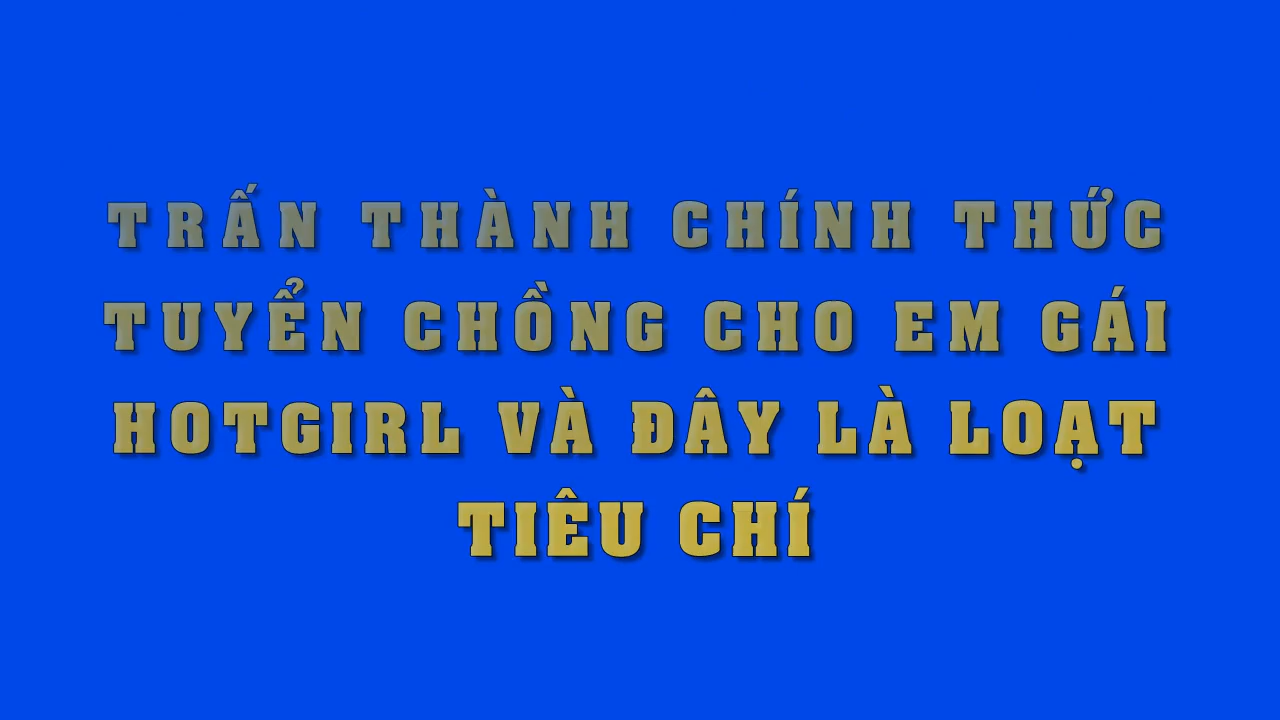 TRẤN THÀNH CHÍNH THỨC
TUYỂN CHỒNG CHO EM GÁI
HOTGIRL VÀ ĐÂY LÀ LOẠT
TIÊU CHÍ